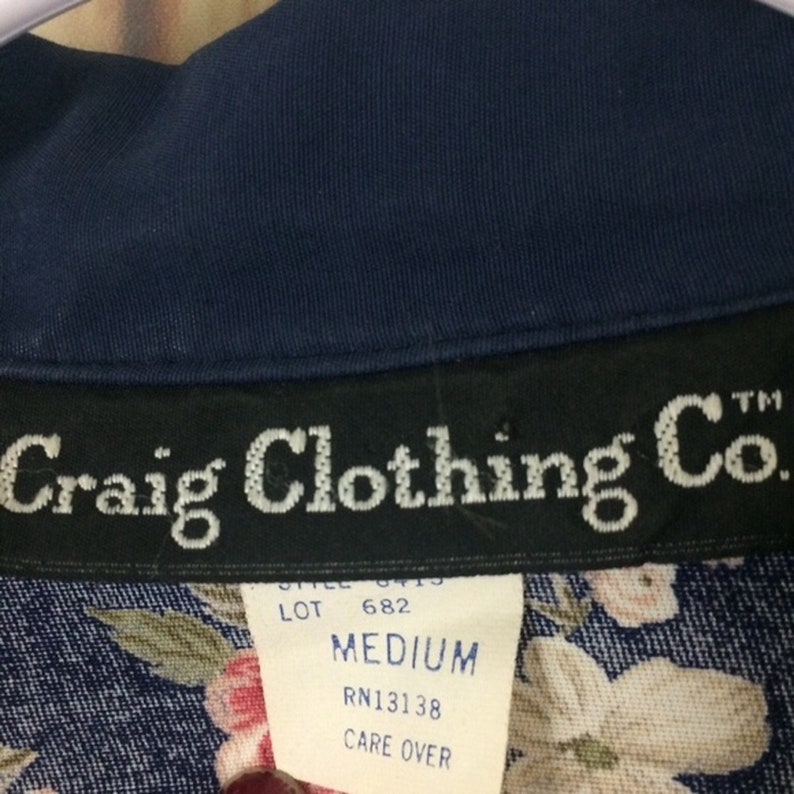 Craig Clothing Co.™
LOT 682
MEDIUM
RN13138
CARE OVER